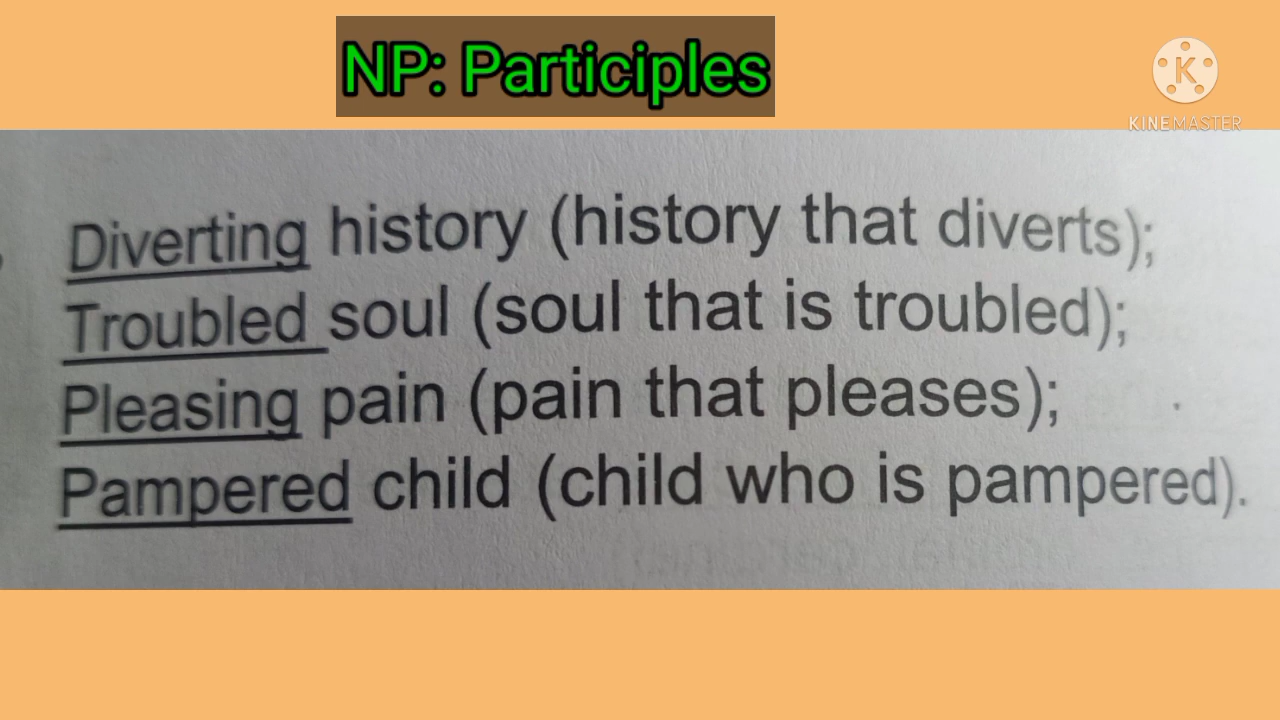 NP: Participles
KINEMASTER
Diverting history (history that diverts);
Troubled soul (soul that is troubled);
Pleasing pain (pain that pleases);
Pampered child (child who is pampered).